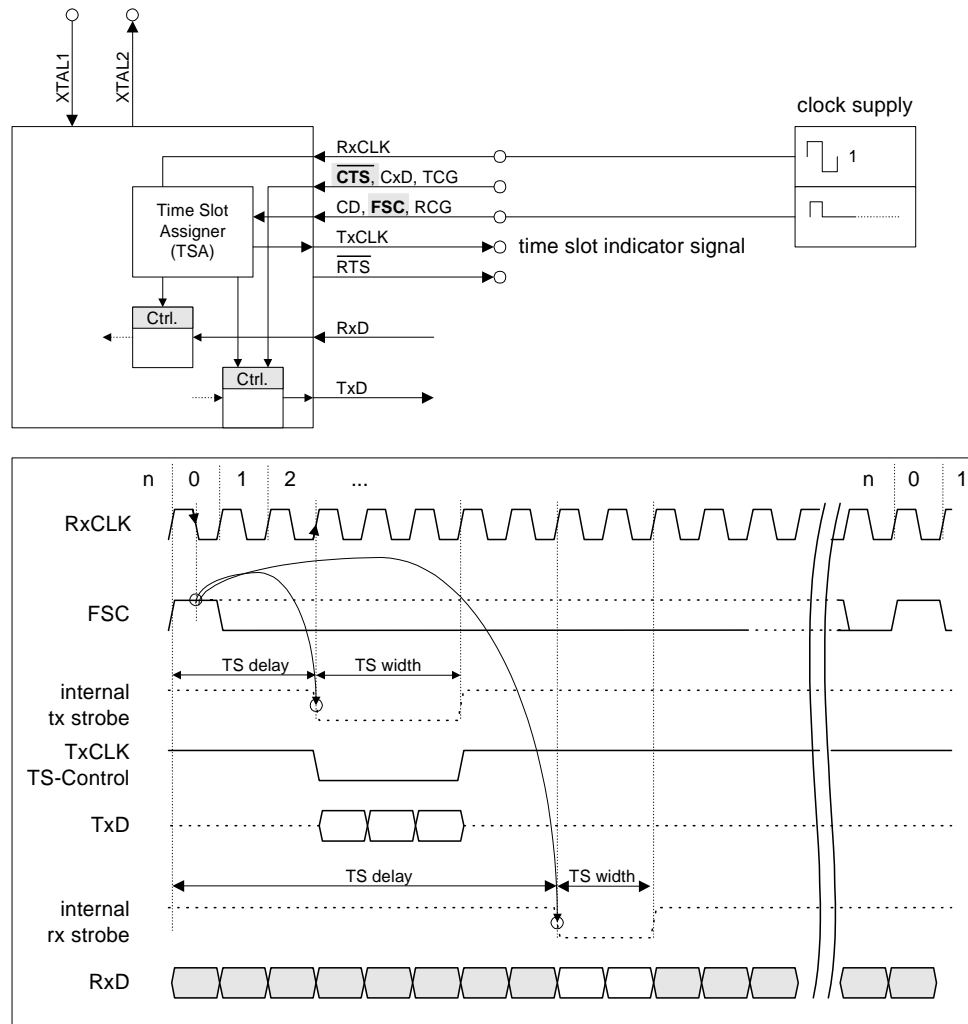 XTAL1
XTAL2
clock supply
RxCLK
1
CTS, CxD, TCG
CD, FSC, RCG
TxCLK
time slot indicator signal
RTS
Time Slot
Assigner
(TSA)
Ctrl.
RxD
Ctrl.
TxD
n 0 1 2 ... n 0 1
RxCLK
FSC
TS delay TS width
internal
tx strobe
TxCLK
TS-Control
TxD
TS delay TS width
internal
rx strobe
RxD